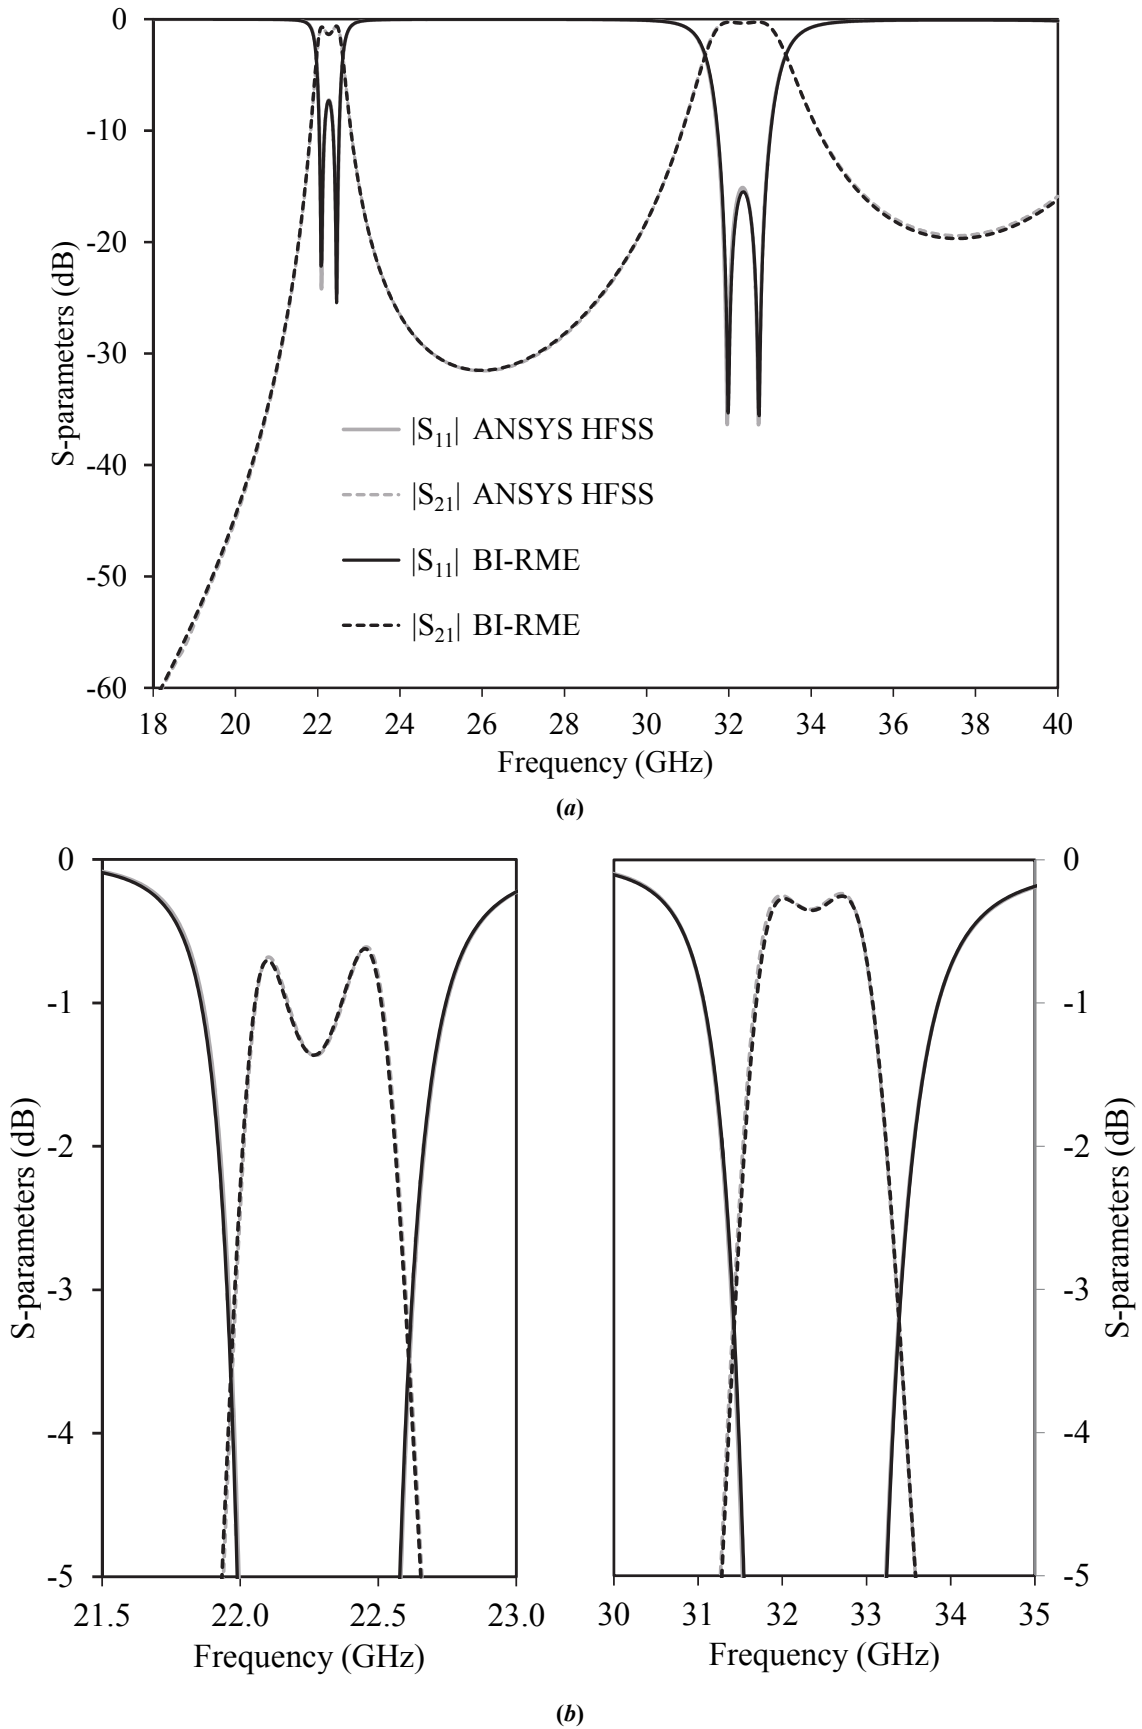 0
-10
-20
-30
-40
-50
-60
S-parameters (dB)
|S₁₁| ANSYS HFSS
|S₂₁| ANSYS HFSS
|S₁₁| BI-RME
|S₂₁| BI-RME
18 20 22 24 26 28 30 32 34 36 38 40
Frequency (GHz)
(a)
0
-1
-2
-3
-4
-5
S-parameters (dB)
21.5 22.0 22.5 23.0
Frequency (GHz)
0
-1
-2
-3
-4
-5
S-parameters (dB)
30 31 32 33 34 35
Frequency (GHz)
(b)